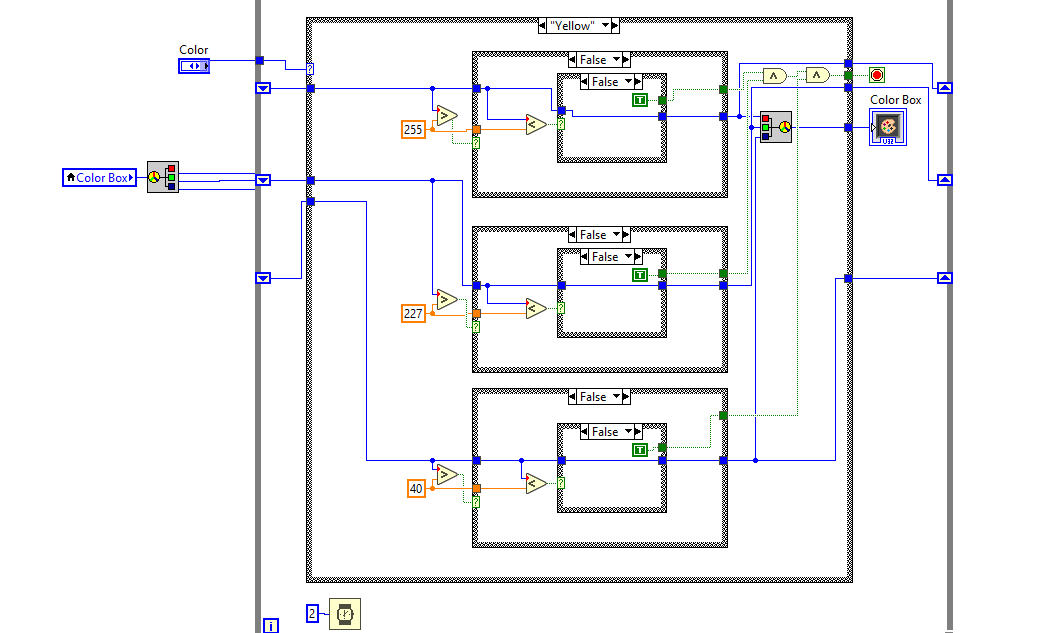 "Yellow"
Color
False
False
T
?
>
255
<
?
?
∧
∧
Color Box
U32
Color Box
False
False
T
>
227
<
?
?
False
False
T
>
40
<
?
?
2
i